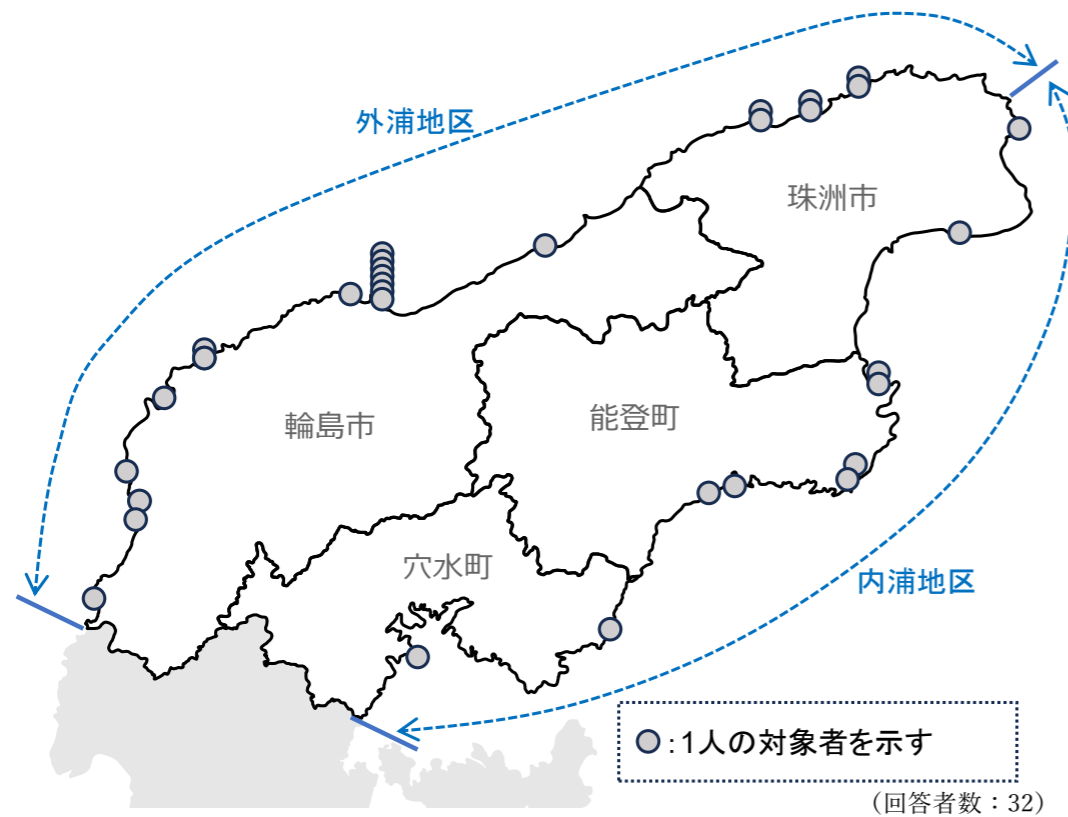 外浦地区
珠洲市
輪島市
能登町
穴水町
内浦地区
:1人の対象者を示す
(回答者数:32)